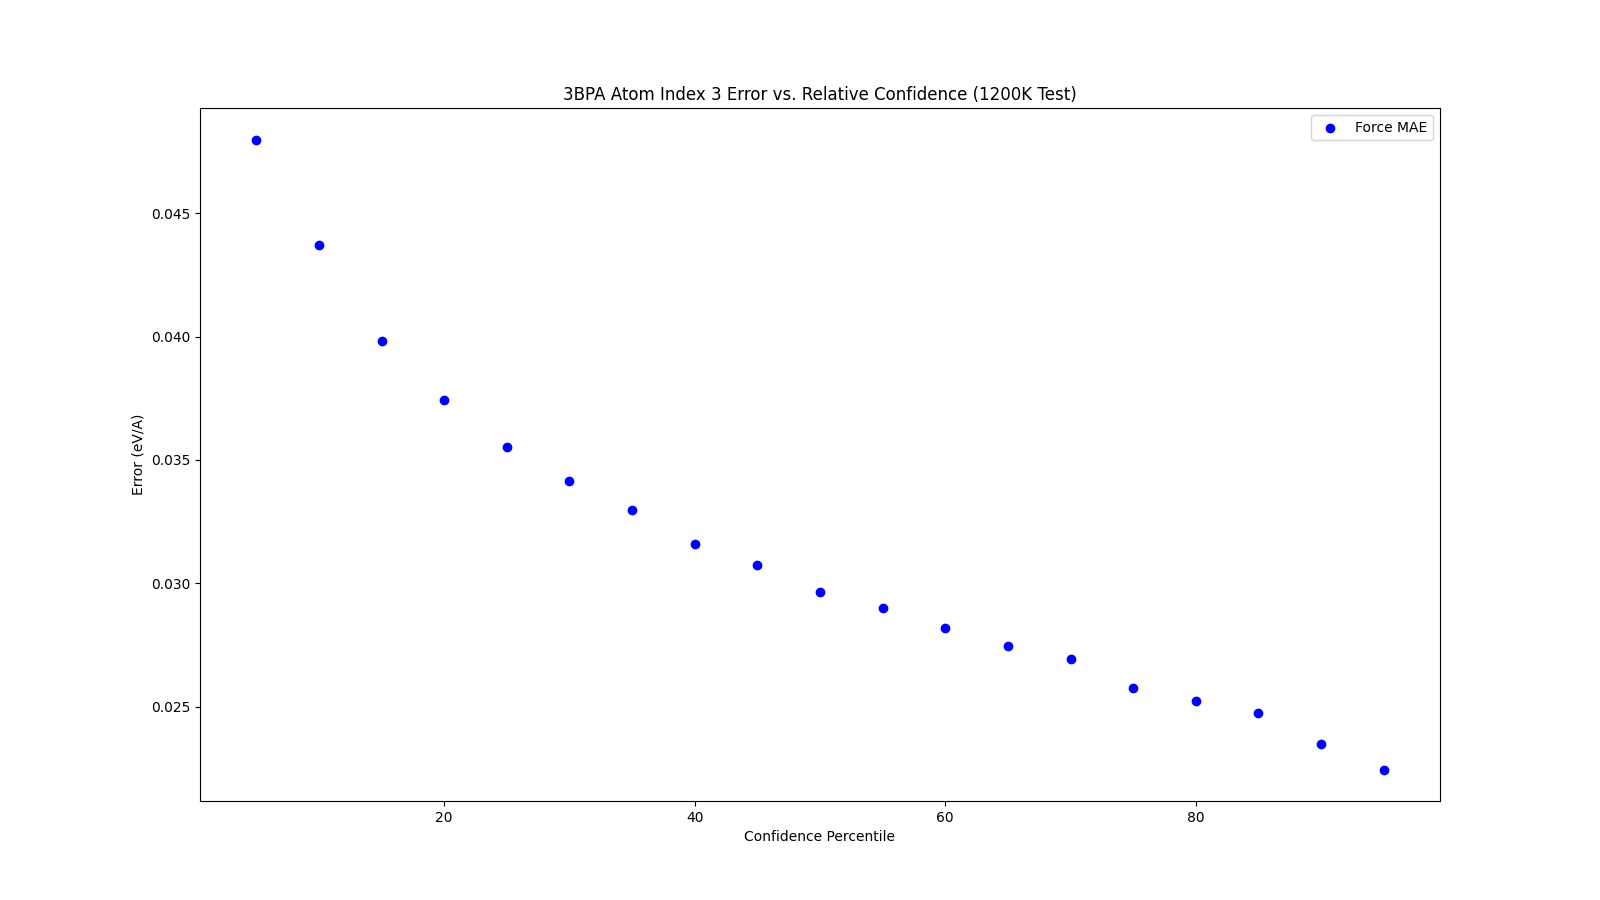 3BPA Atom Index 3 Error vs. Relative Confidence (1200K Test)
Force MAE
0.045
0.040
0.035
0.030
0.025
Error (eV/A)
20 40 60 80
Confidence Percentile